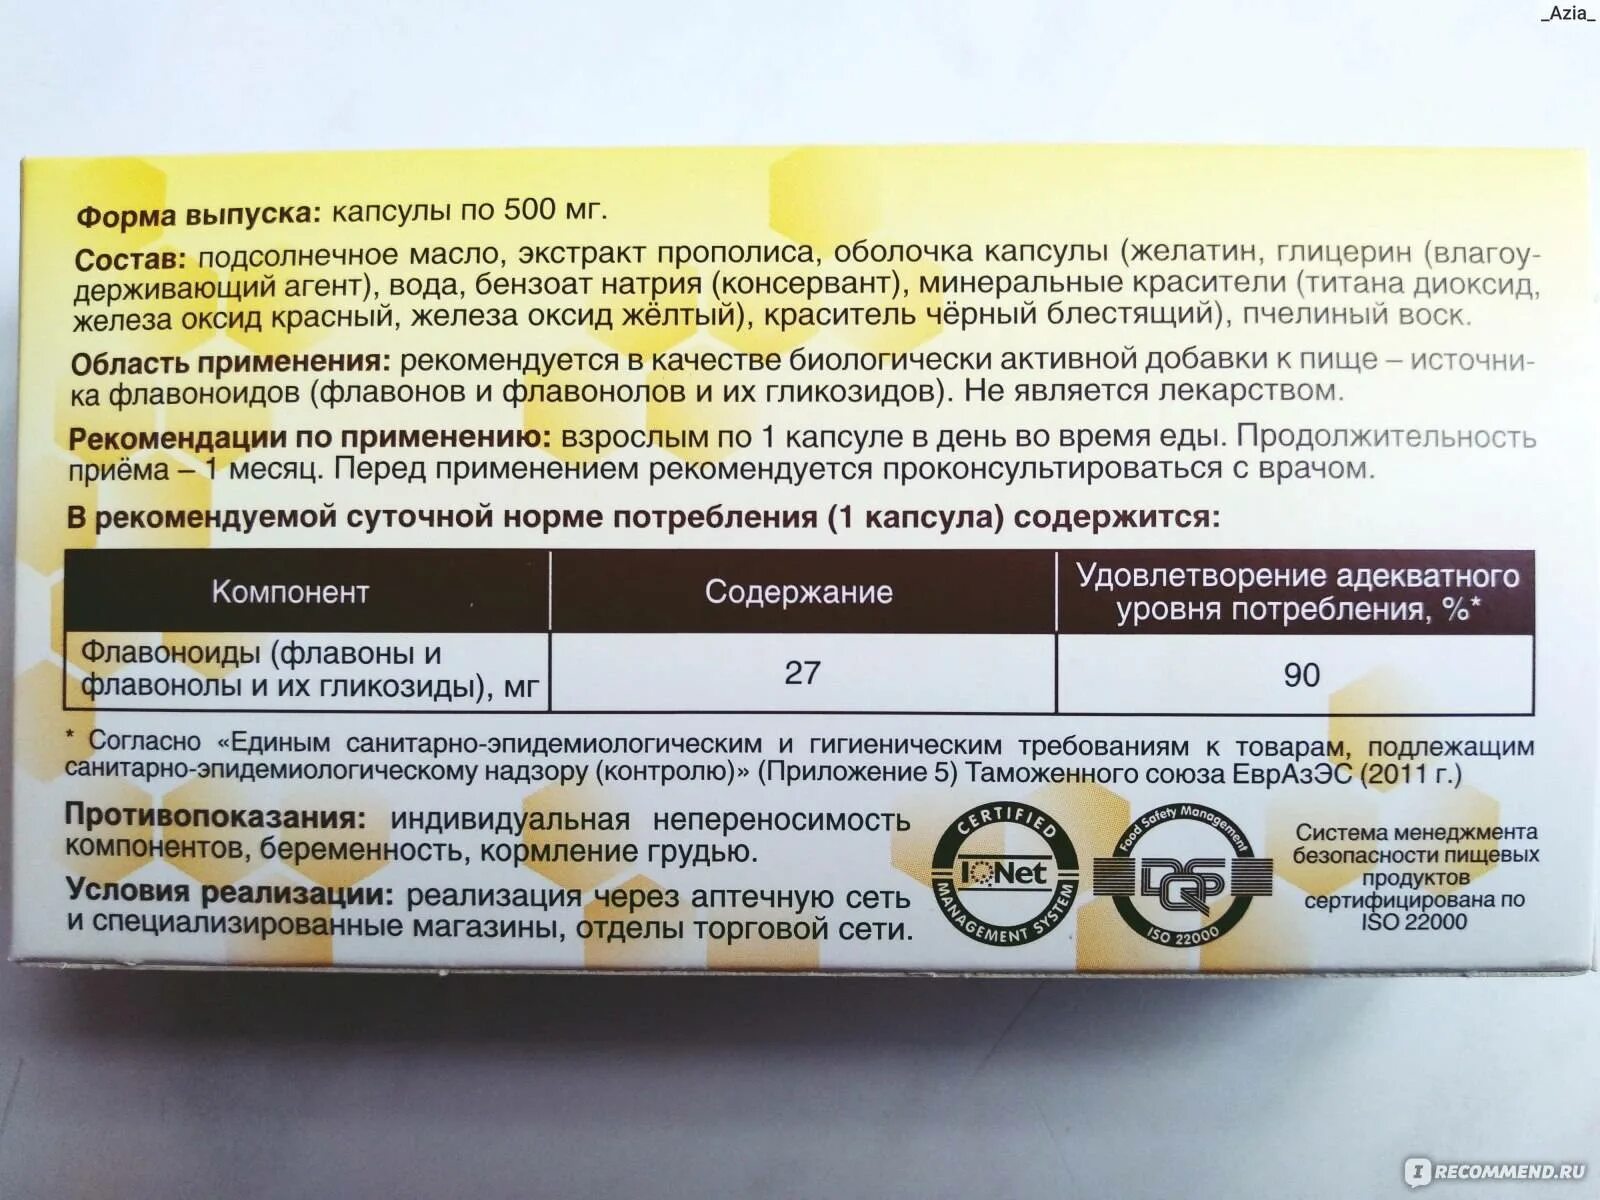 _Azia_
Форма выпуска: капсулы по 500 мг.
Состав: подсолнечное масло, экстракт прополиса, оболочка капсулы (желатин, глицерин (влагоу-
держивающий агент), вода, бензоат натрия (консервант), минеральные красители (титана диоксид,
железа оксид красный, железа оксид жёлтый), краситель чёрный блестящий), пчелиный воск.
Область применения: рекомендуется в качестве биологически активной добавки к пище – источни-
ка флавоноидов (флавонов и флавонолов и их гликозидов). Не является лекарством.
Рекомендации по применению: взрослым по 1 капсуле в день во время еды. Продолжительность
приёма – 1 месяц. Перед применением рекомендуется проконсультироваться с врачом.
В рекомендуемой суточной норме потребления (1 капсула) содержится:
Компонент Содержание Удовлетворение адекватного
уровня потребления, %*
Флавоноиды (флавоны и
флавонолы и их гликозиды), мг 27 90
* Согласно «Единым санитарно-эпидемиологическим и гигиеническим требованиям к товарам, подлежащим
санитарно-эпидемиологическому надзору (контролю)» (Приложение 5) Таможенного союза ЕврАзЭС (2011 г.)
Противопоказания: индивидуальная непереносимость
компонентов, беременность, кормление грудью.
Условия реализации: реализация через аптечную сеть
и специализированные магазины, отделы торговой сети.
CERTIFIED
IQNet
MANAGEMENT SYSTEM
Food Safety Management
DQS
ISO 22000
Система менеджмента
безопасности пищевых
продуктов
сертифицирована по
ISO 22000
IRECOMMEND.RU